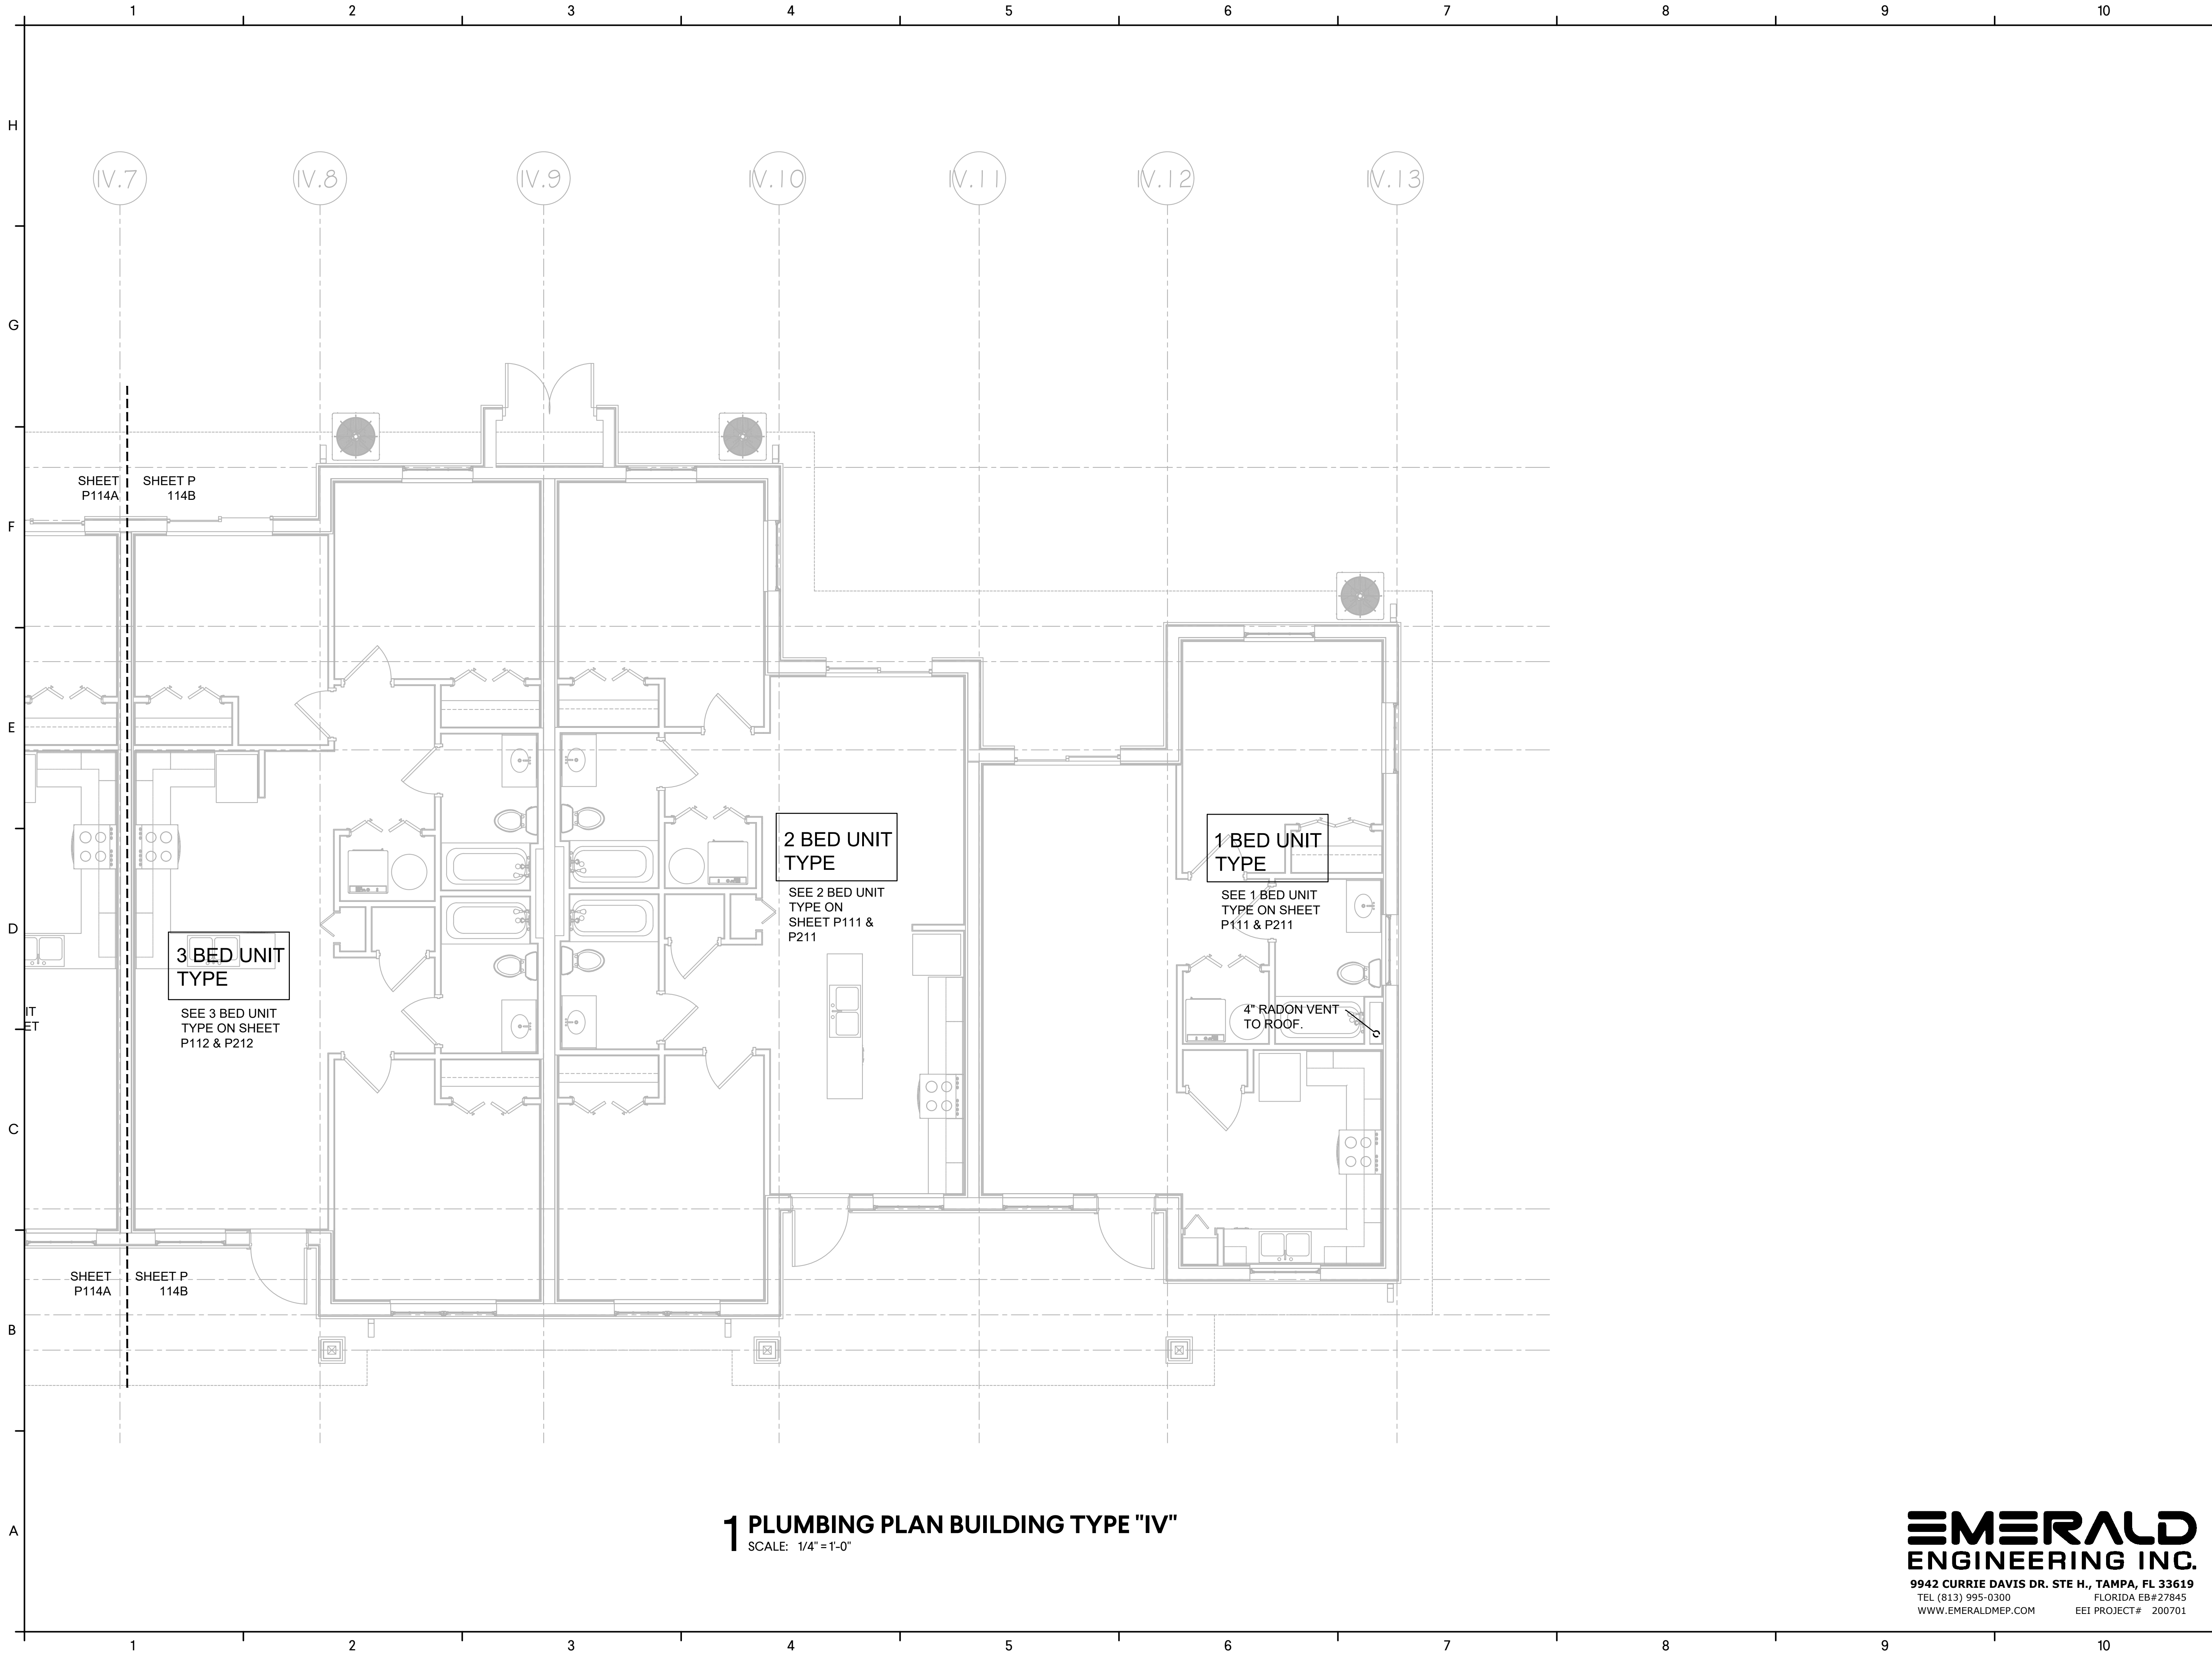 1 2 3 4 5 6 7 8 9 10
H
IV.7 IV.8 IV.9 IV.10 IV.11 IV.12 IV.13
G
SHEET SHEET P
P114A 114B
F
E
2 BED UNIT
TYPE
SEE 2 BED UNIT
TYPE ON
SHEET P111 &
P211
1 BED UNIT
TYPE
SEE 1 BED UNIT
TYPE ON SHEET
P111 & P211
D
3 BED UNIT
TYPE
SEE 3 BED UNIT
TYPE ON SHEET
P112 & P212
IT
ET
4" RADON VENT
TO ROOF.
C
SHEET SHEET P
P114A 114B
B
A
1 PLUMBING PLAN BUILDING TYPE "IV"
SCALE: 1/4" = 1'-0"
EMERALD
ENGINEERING INC.
9942 CURRIE DAVIS DR. STE H., TAMPA, FL 33619
TEL (813) 995-0300 FLORIDA EB#27845
WWW.EMERALDMEP.COM EEI PROJECT# 200701
1 2 3 4 5 6 7 8 9 10